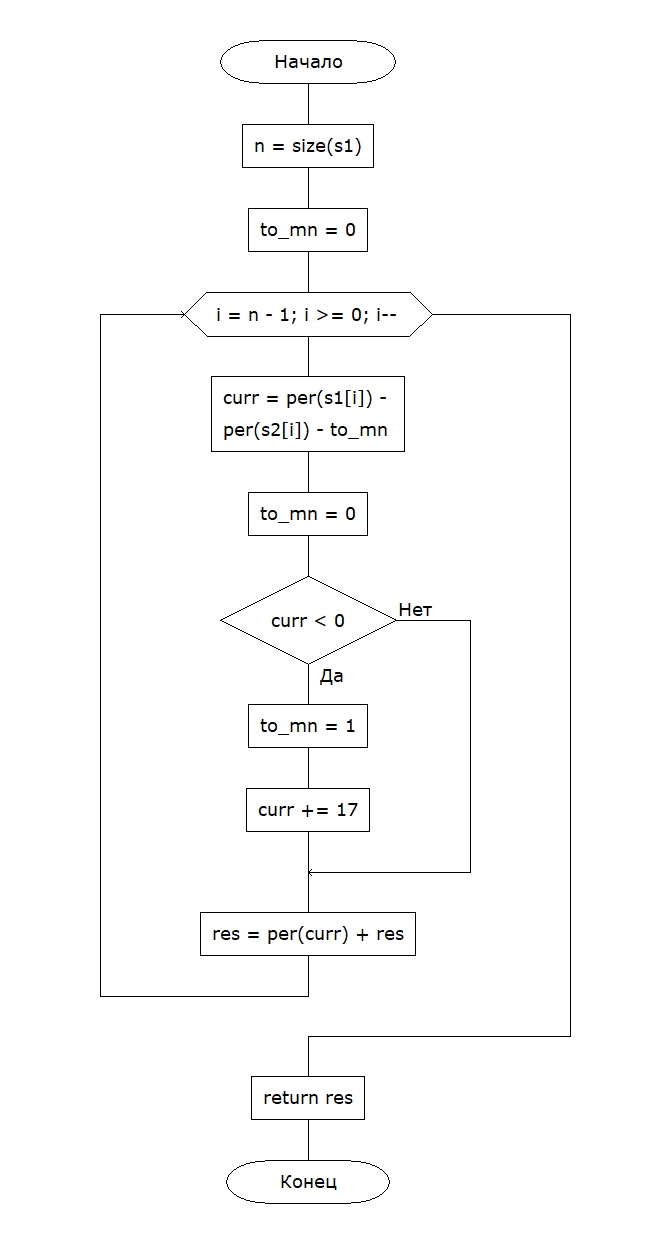 Начало
n = size(s1)
to_mn = 0
i = n - 1; i >= 0; i--
curr = per(s1[i]) -
per(s2[i]) - to_mn
to_mn = 0
curr < 0
Нет
Да
to_mn = 1
curr += 17
res = per(curr) + res
return res
Конец